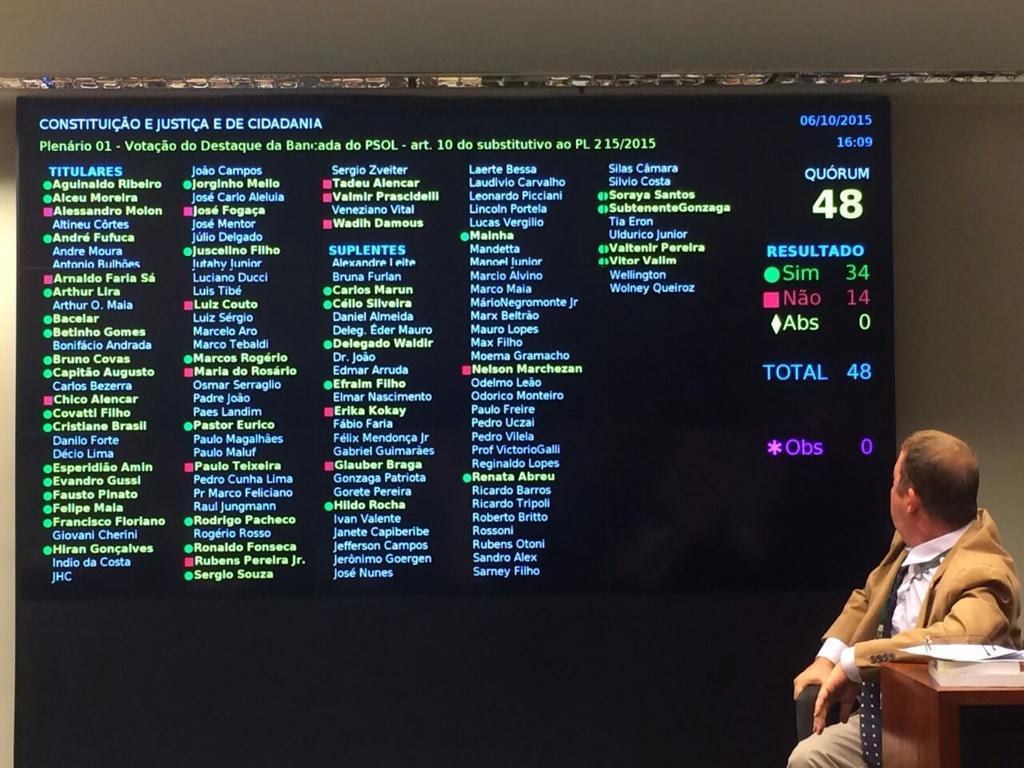 CONSTITUIÇÃO E JUSTIÇA E DE CIDADANIA
06/10/2015
Plenário 01 - Votação do Destaque da Bancada do PSOL - art. 10 do substitutivo ao PL 215/2015
16:09
TITULARES
Aguinaldo Ribeiro
Alceu Moreira
Alessandro Molon
Altineu Côrtes
André Fufuca
Andre Moura
Antonio Bulhões
Arnaldo Faria Sá
Arthur Lira
Arthur O. Maia
Bacelar
Betinho Gomes
Bonifácio Andrada
Bruno Covas
Capitão Augusto
Carlos Bezerra
Chico Alencar
Covatti Filho
Cristiane Brasil
Danilo Forte
Décio Lima
Esperidião Amin
Evandro Gussi
Fausto Pinato
Felipe Maia
Francisco Floriano
Giovani Cherini
Hiran Gonçalves
Indio da Costa
JHC
João Campos
Jorginho Mello
José Carlo Aleluia
José Fogaça
José Mentor
Júlio Delgado
Juscelino Filho
Jutahy Junior
Luciano Ducci
Luis Tibé
Luiz Couto
Luiz Sérgio
Marcelo Aro
Marco Tebaldi
Marcos Rogério
Maria do Rosário
Osmar Serraglio
Padre João
Paes Landim
Pastor Eurico
Paulo Magalhães
Paulo Maluf
Paulo Teixeira
Pedro Cunha Lima
Pr Marco Feliciano
Raul Jungmann
Rodrigo Pacheco
Rogério Rosso
Ronaldo Fonseca
Rubens Pereira Jr.
Sergio Souza
Sergio Zveiter
Tadeu Alencar
Valmir Prascidelli
Veneziano Vital
Wadih Damous
SUPLENTES
Alexandre Leite
Bruna Furlan
Carlos Marun
Célio Silveira
Daniel Almeida
Deleg. Éder Mauro
Delegado Waldir
Dr. João
Edmar Arruda
Efraim Filho
Elmar Nascimento
Erika Kokay
Fábio Faria
Félix Mendonça Jr
Gabriel Guimarães
Glauber Braga
Gonzaga Patriota
Gorete Pereira
Hildo Rocha
Ivan Valente
Janete Capiberibe
Jefferson Campos
Jerônimo Goergen
José Nunes
Laerte Bessa
Laudivio Carvalho
Leonardo Picciani
Lincoln Portela
Lucas Vergilio
Mainha
Mandetta
Manoel Junior
Marcio Alvino
Marco Maia
MárioNegromonte Jr
Marx Beltrão
Mauro Lopes
Max Filho
Moema Gramacho
Nelson Marchezan
Odelmo Leão
Odorico Monteiro
Paulo Freire
Pedro Uczai
Pedro Vilela
Prof VictorioGalli
Reginaldo Lopes
Renata Abreu
Ricardo Barros
Ricardo Tripoli
Roberto Britto
Rossoni
Rubens Otoni
Sandro Alex
Sarney Filho
Silas Câmara
Silvio Costa
Soraya Santos
SubtenenteGonzaga
Tia Eron
Uldurico Junior
Valtenir Pereira
Vitor Valim
Wellington
Wolney Queiroz
QUÓRUM
48
RESULTADO
Sim 34
Não 14
Abs 0
TOTAL 48
Obs 0